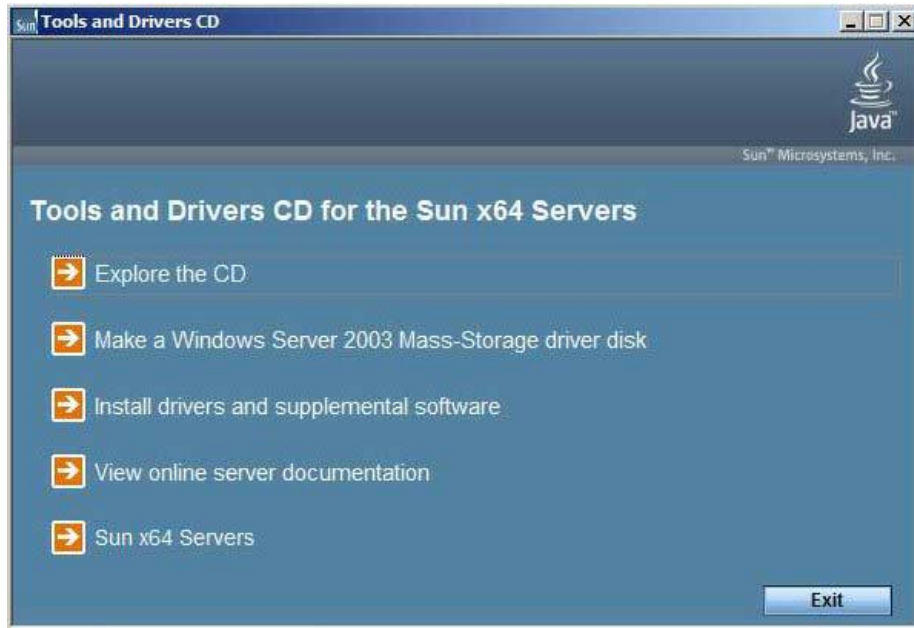 Sun Tools and Drivers CD
Java™
Sun™ Microsystems, Inc.
Tools and Drivers CD for the Sun x64 Servers
Explore the CD
Make a Windows Server 2003 Mass-Storage driver disk
Install drivers and supplemental software
View online server documentation
Sun x64 Servers
Exit